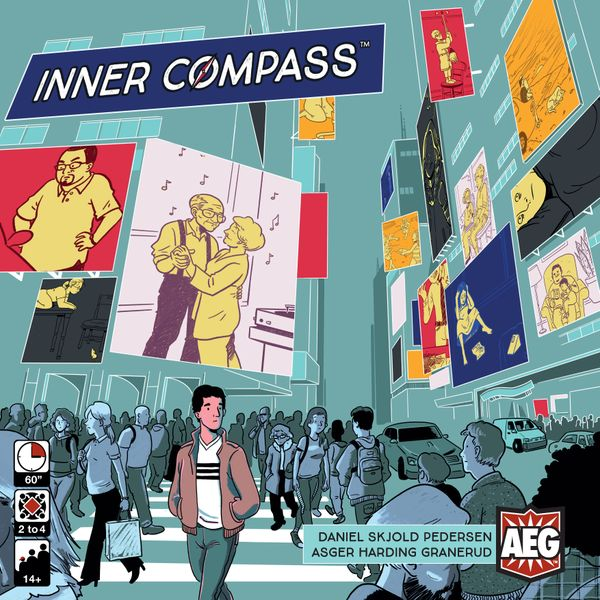 INNER COMPASS™
60"
2 to 4
14+
DANIEL SKJOLD PEDERSEN
ASGER HARDING GRANERUD
AEG